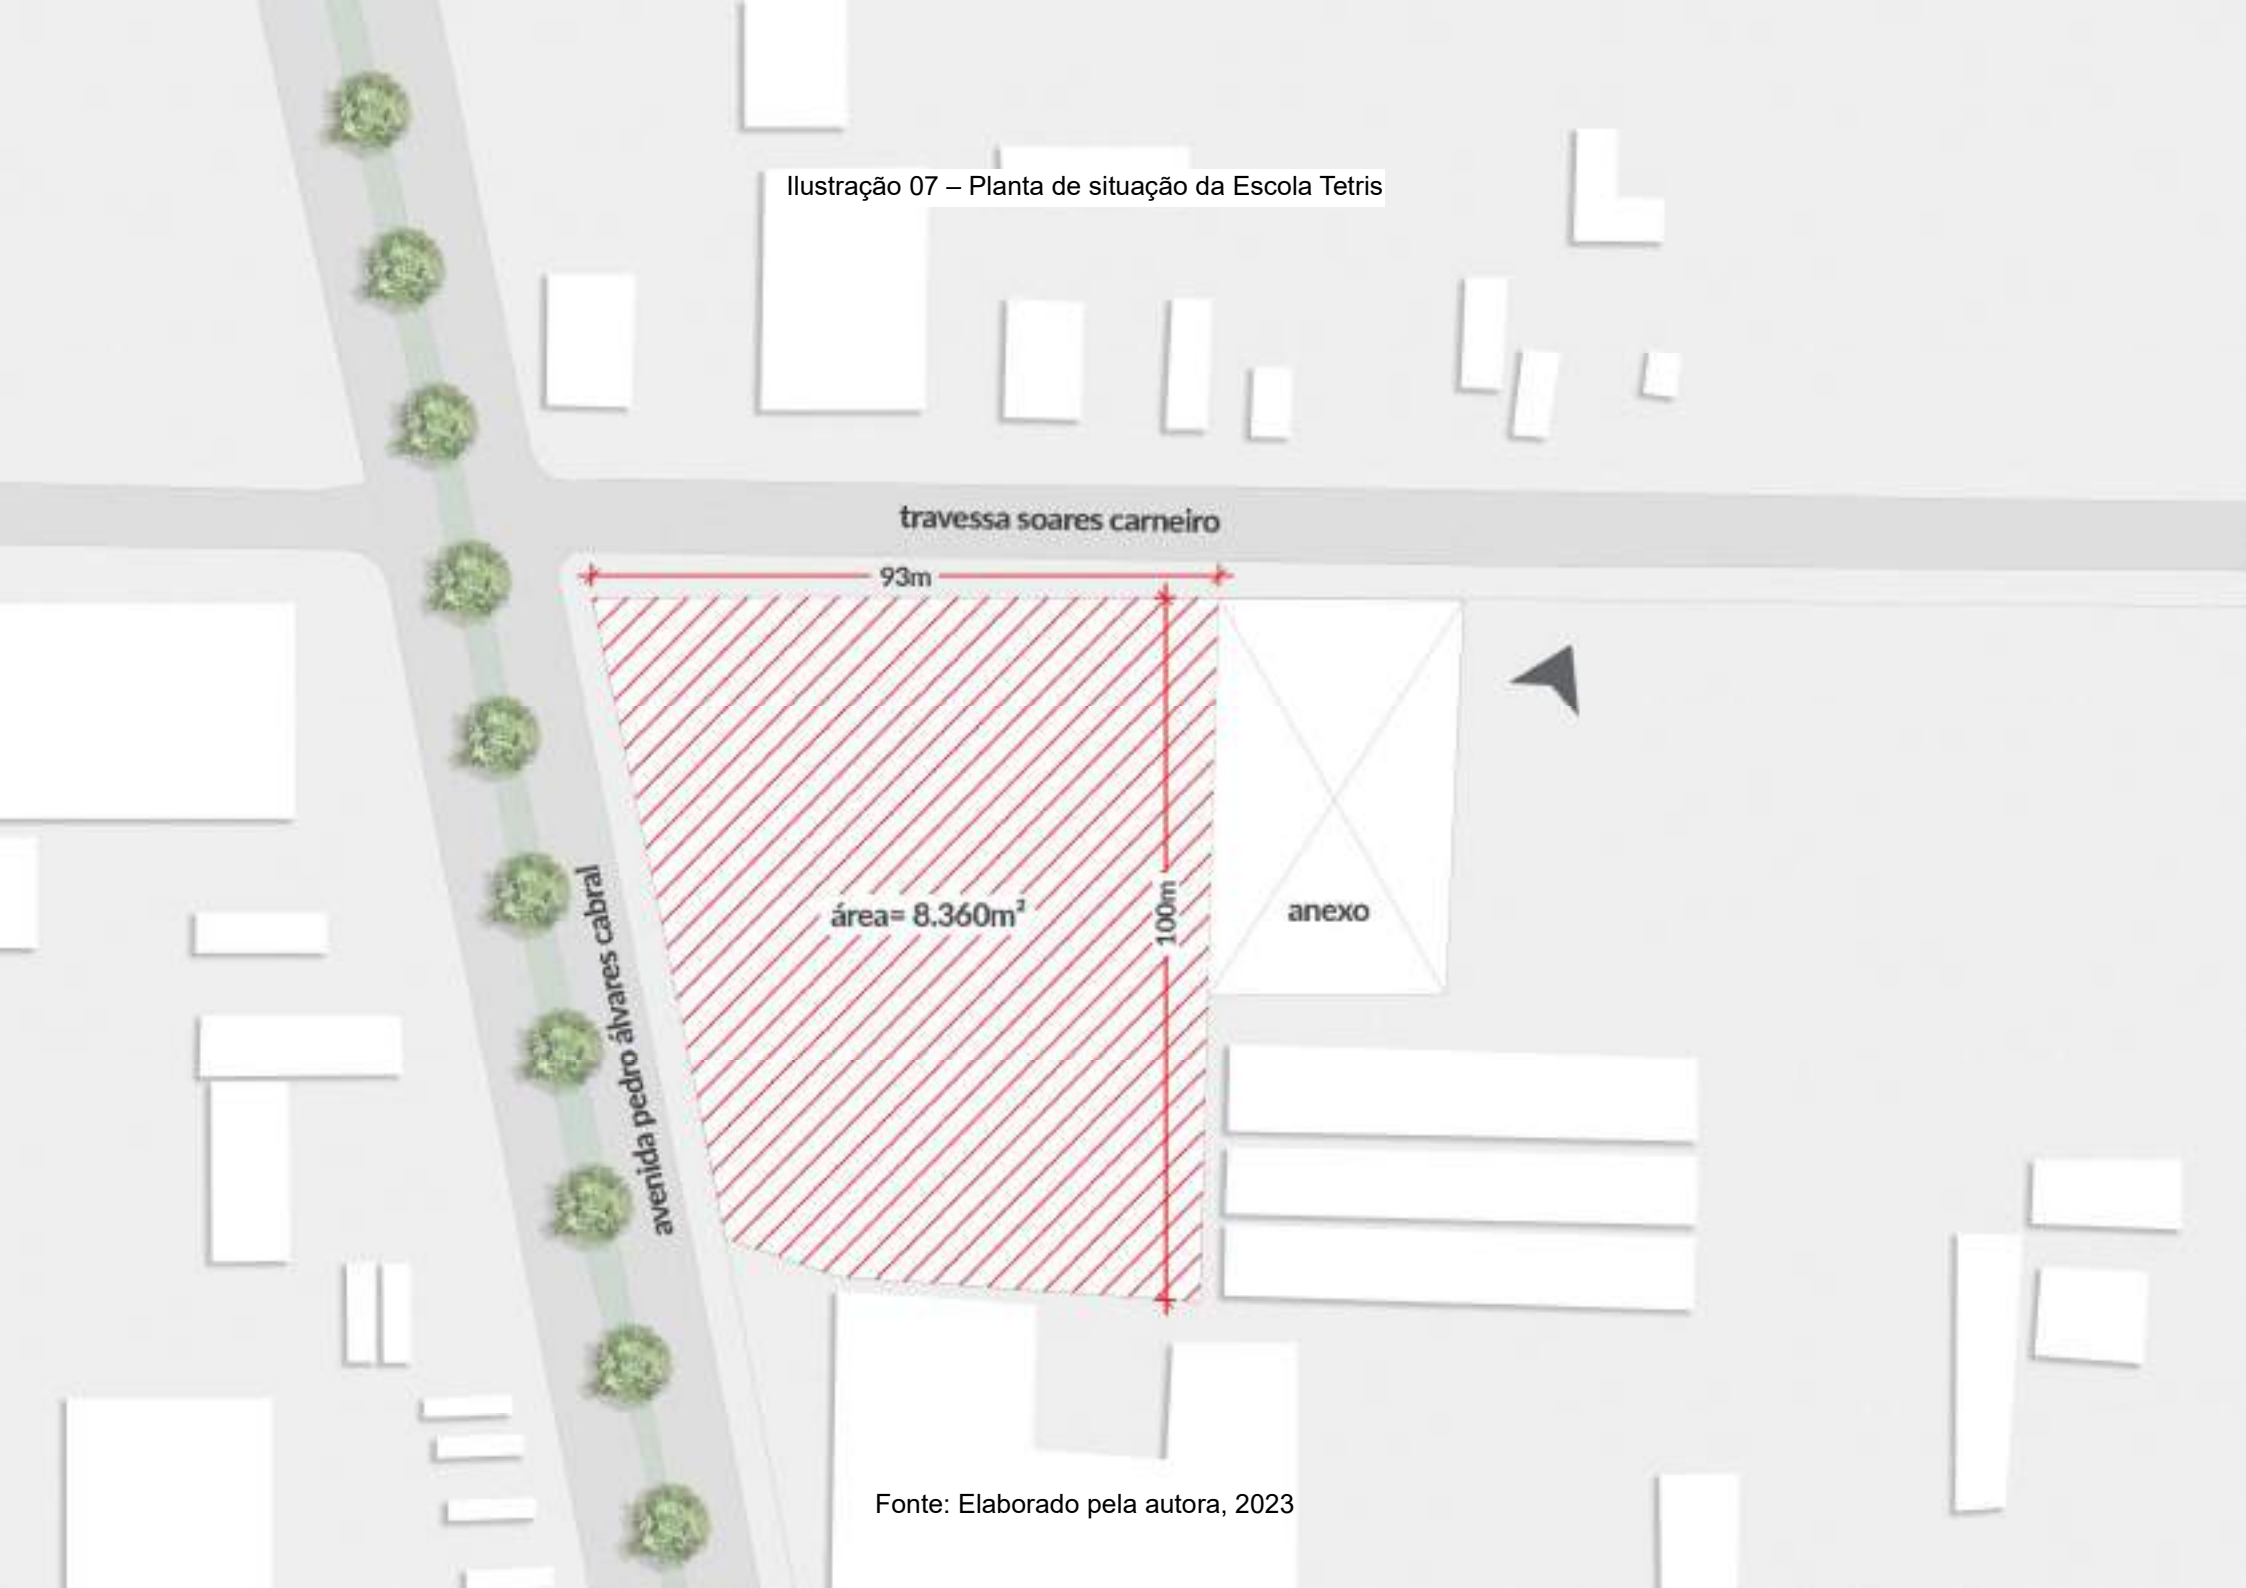 Ilustração 07 – Planta de situação da Escola Tetris
travessa soares carneiro
93m
área= 8.360m²
100m
anexo
avenida pedro álvares cabral
Fonte: Elaborado pela autora, 2023